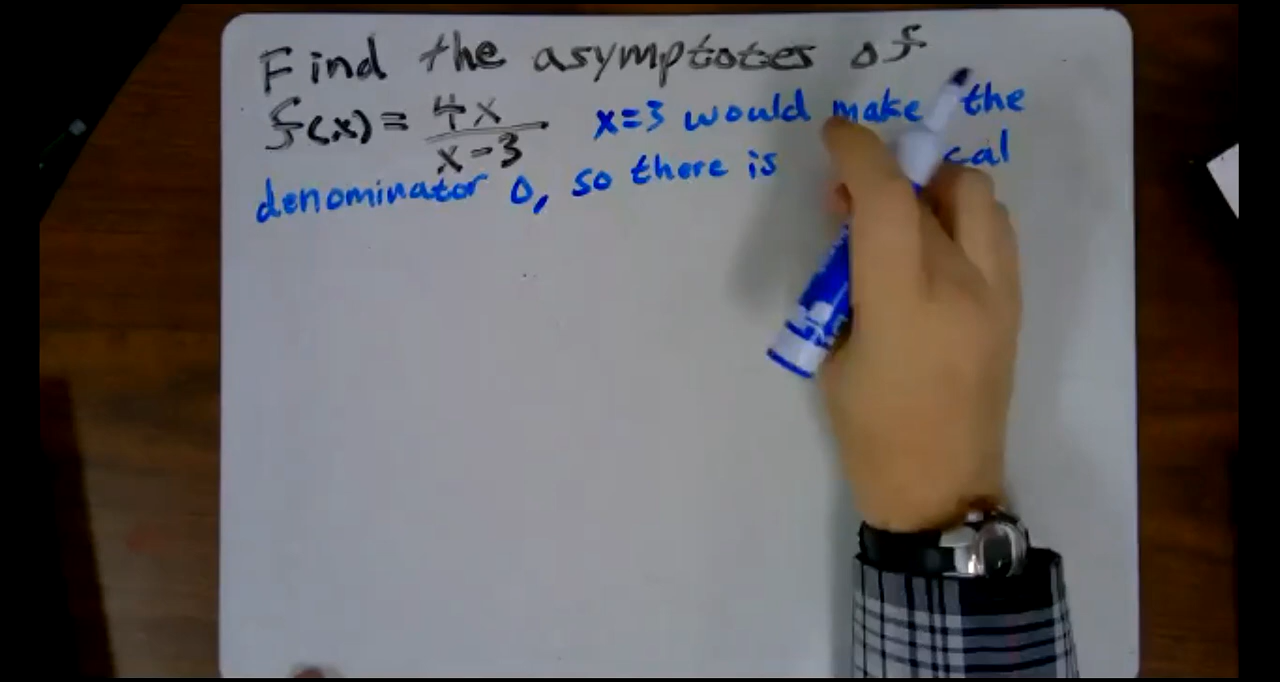 Find the asymptotes of
f(x) = 4x / x-3 x=3 would make the
denominator 0, so there is